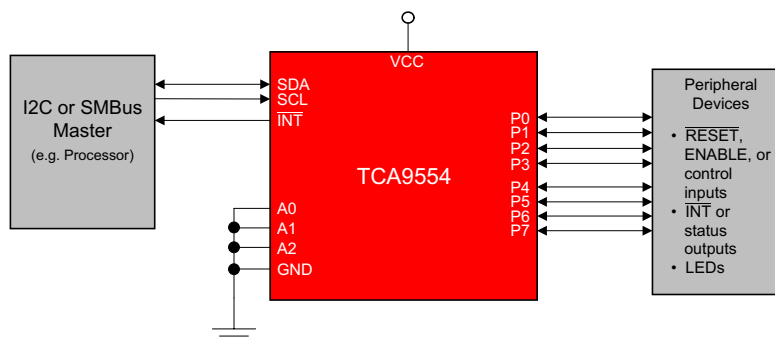 VCC
I2C or SMBus
Master
(e.g. Processor)
SDA
SCL
INT
A0
A1
A2
GND
TCA9554
P0
P1
P2
P3
P4
P5
P6
P7
Peripheral
Devices
• RESET,
ENABLE, or
control
inputs
• INT or
status
outputs
• LEDs